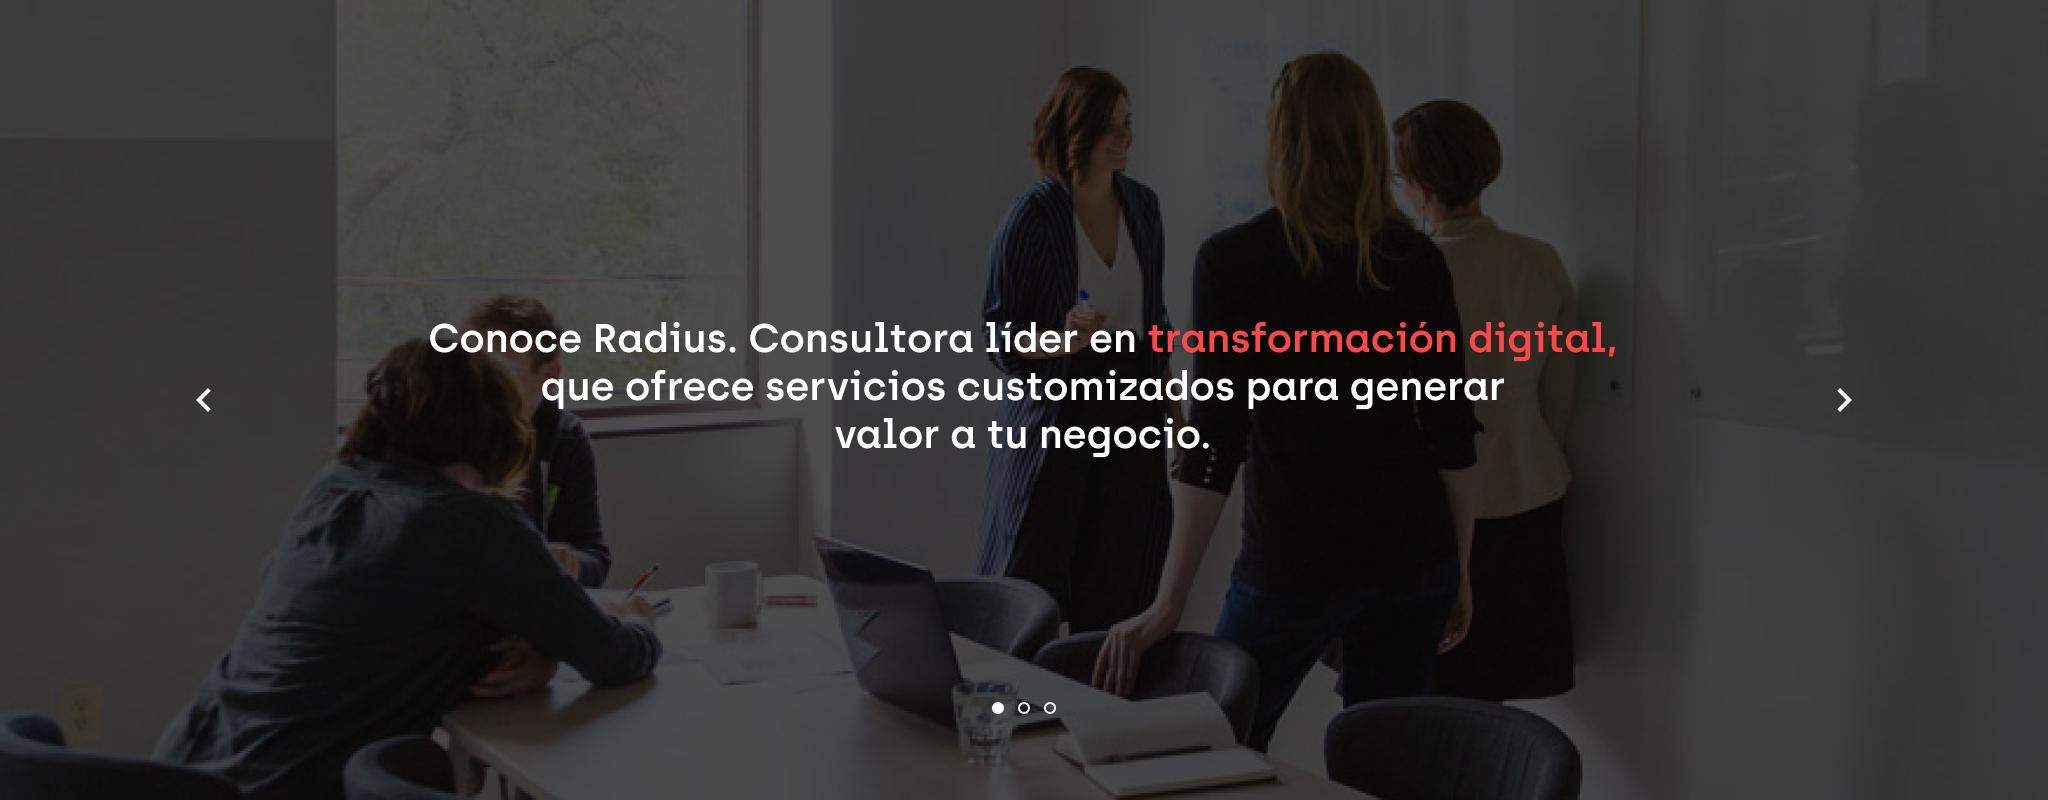 Conoce Radius. Consultora líder en transformación digital,
que ofrece servicios customizados para generar
valor a tu negocio.